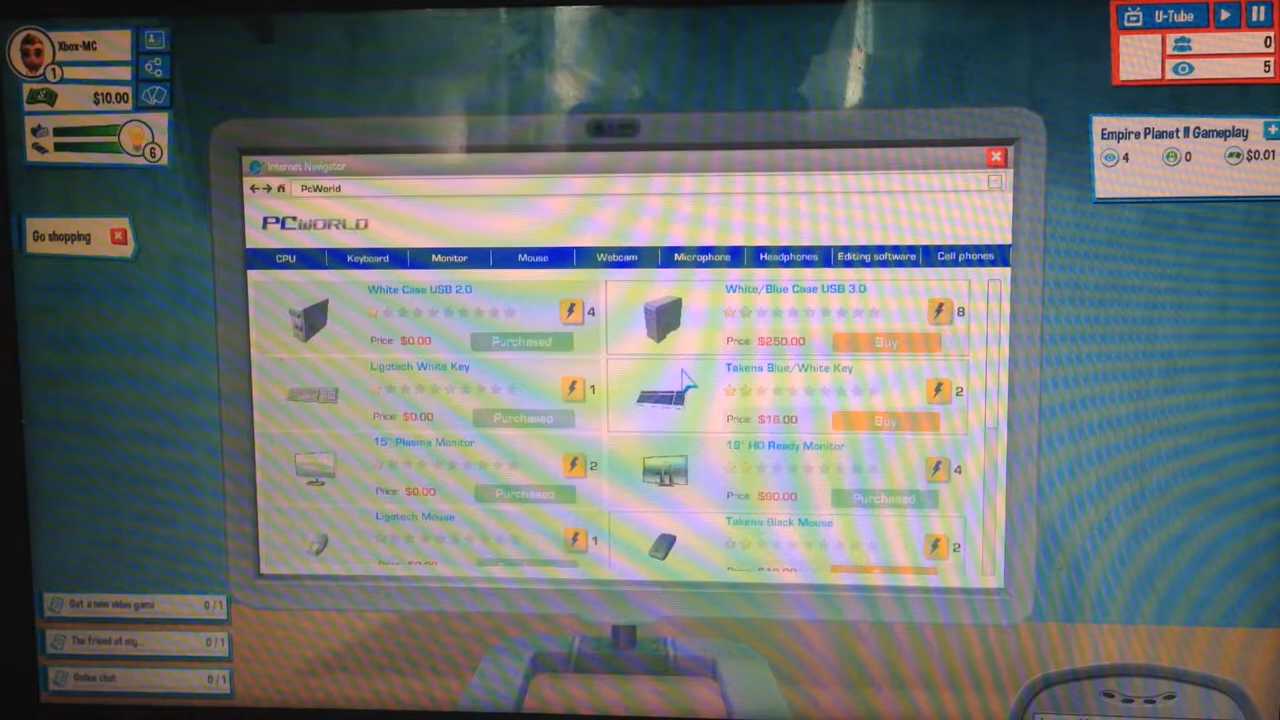 Xbox-MC
1
$10.00
6
U-Tube
0
5
Empire Planet II Gameplay
4 0 $0.01
Go shopping
Internet Navigator
PcWorld
PCWORLD
CPU Keyboard Monitor Mouse Webcam Microphone Headphones Editing software Cell phones
White Case USB 2.0
4
Price: $0.00 Purchased
White/Blue Case USB 3.0
8
Price: $250.00 Buy
Ligotech White Key
1
Price: $0.00 Purchased
Takens Blue/White Key
2
Price: $16.00 Buy
15" Plasma Monitor
2
Price: $0.00 Purchased
19" HD Ready Monitor
4
Price: $90.00 Purchased
Ligotech Mouse
1
Takens Black Mouse
2
Get a new video game 0/1
The friend of my... 0/1
Online chat 0/1